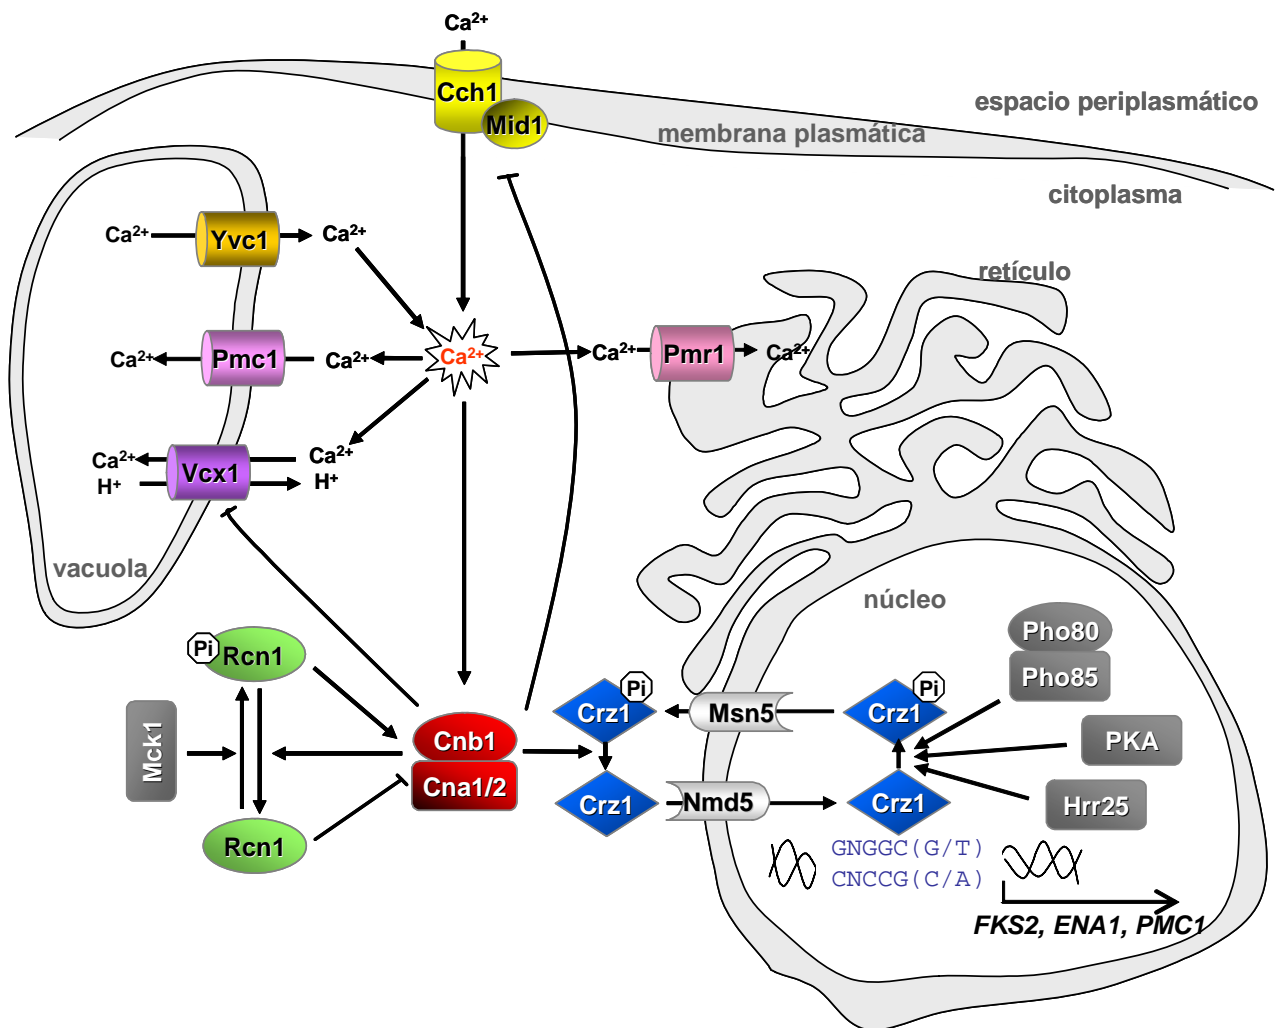 Ca²⁺
Cch1
Mid1
espacio periplasmático
membrana plasmática
citoplasma
Ca²⁺ Yvc1 Ca²⁺
retículo
Ca²⁺ Pmc1 Ca²⁺ Ca²⁺ Ca²⁺ Pmr1 Ca²⁺
Ca²⁺ Vcx1 Ca²⁺
H⁺ H⁺
vacuola
núcleo
Pho80
Pi Rcn1
Pho85
Pi Pi
Crz1 Msn5 Crz1
Mck1
Cnb1
PKA
Cna1/2
Crz1 Nmd5 Crz1 Hrr25
Rcn1
GNGGC(G/T)
CNCCG(C/A)
FKS2, ENA1, PMC1